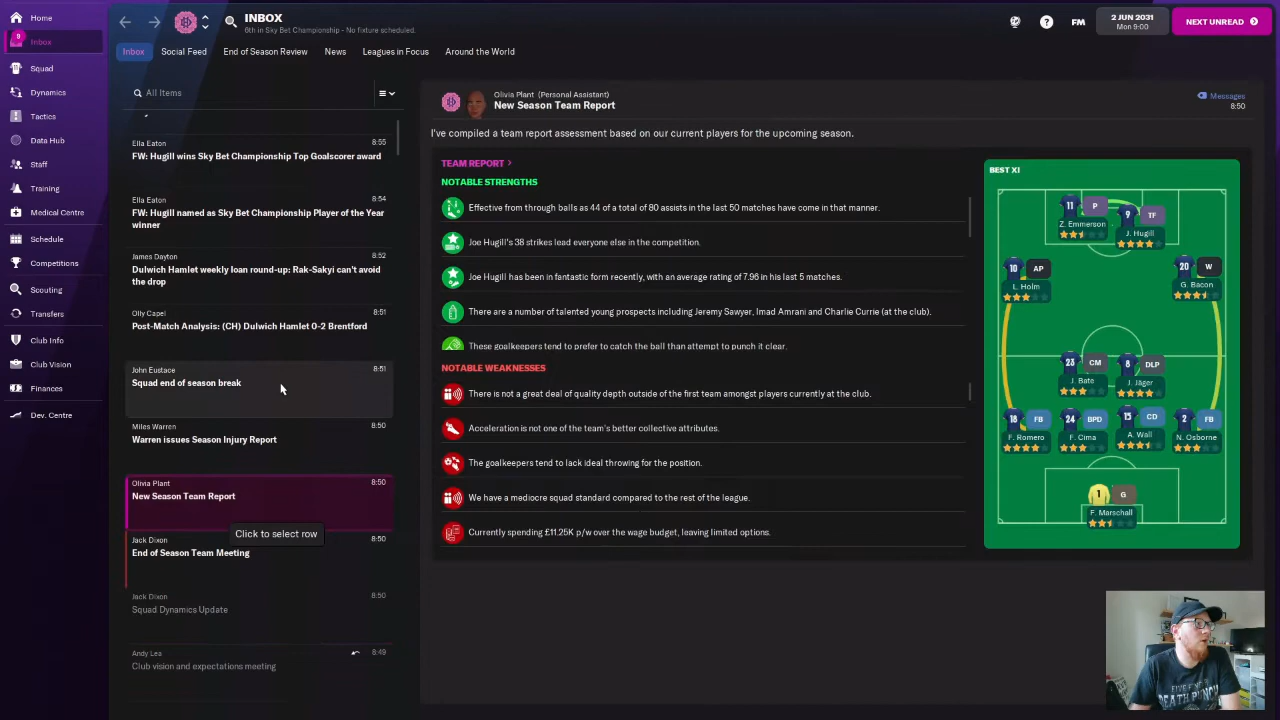 Home
INBOX
6th in Sky Bet Championship - No fixture scheduled.
FM
2 JUN 2031
Mon 9:00
NEXT UNREAD
8
Inbox
Squad
Dynamics
Tactics
Data Hub
Staff
Training
Medical Centre
Schedule
Competitions
Scouting
Transfers
Club Info
Club Vision
Finances
Dev. Centre
Inbox
Social Feed
End of Season Review
News
Leagues in Focus
Around the World
All Items
Ella Eaton
8:55
FW: Hugill wins Sky Bet Championship Top Goalscorer award
Ella Eaton
8:54
FW: Hugill named as Sky Bet Championship Player of the Year
winner
James Dayton
8:52
Dulwich Hamlet weekly loan round-up: Rak-Sakyi can't avoid
the drop
Olly Capel
8:51
Post-Match Analysis: (CH) Dulwich Hamlet 0-2 Brentford
John Eustace
8:51
Squad end of season break
Miles Warren
8:50
Warren issues Season Injury Report
Olivia Plant
8:50
New Season Team Report
Click to select row
Jack Dixon
8:50
End of Season Team Meeting
Jack Dixon
8:50
Squad Dynamics Update
Andy Lea
8:49
Club vision and expectations meeting
Olivia Plant (Personal Assistant)
New Season Team Report
Messages
8:50
I've compiled a team report assessment based on our current players for the upcoming season.
TEAM REPORT >
NOTABLE STRENGTHS
Effective from through balls as 44 of a total of 80 assists in the last 50 matches have come in that manner.
Joe Hugill's 38 strikes lead everyone else in the competition.
Joe Hugill has been in fantastic form recently, with an average rating of 7.96 in his last 5 matches.
There are a number of talented young prospects including Jeremy Sawyer, Imad Amrani and Charlie Currie (at the club).
These goalkeepers tend to prefer to catch the ball than attempt to punch it clear.
NOTABLE WEAKNESSES
There is not a great deal of quality depth outside of the first team amongst players currently at the club.
Acceleration is not one of the team's better collective attributes.
The goalkeepers tend to lack ideal throwing for the position.
We have a mediocre squad standard compared to the rest of the league.
Currently spending £11.25K p/w over the wage budget, leaving limited options.
BEST XI
11 P
Z. Emmerson
9 TF
J. Hugill
10 AP
L. Holm
20 W
G. Bacon
23 CM
J. Bate
8 DLP
J. Jäger
18 FB
F. Romero
24 BPD
F. Cima
15 CD
A. Wall
2 FB
N. Osborne
1 G
F. Marschall
FIVE FINGER
DEATH PUNCH